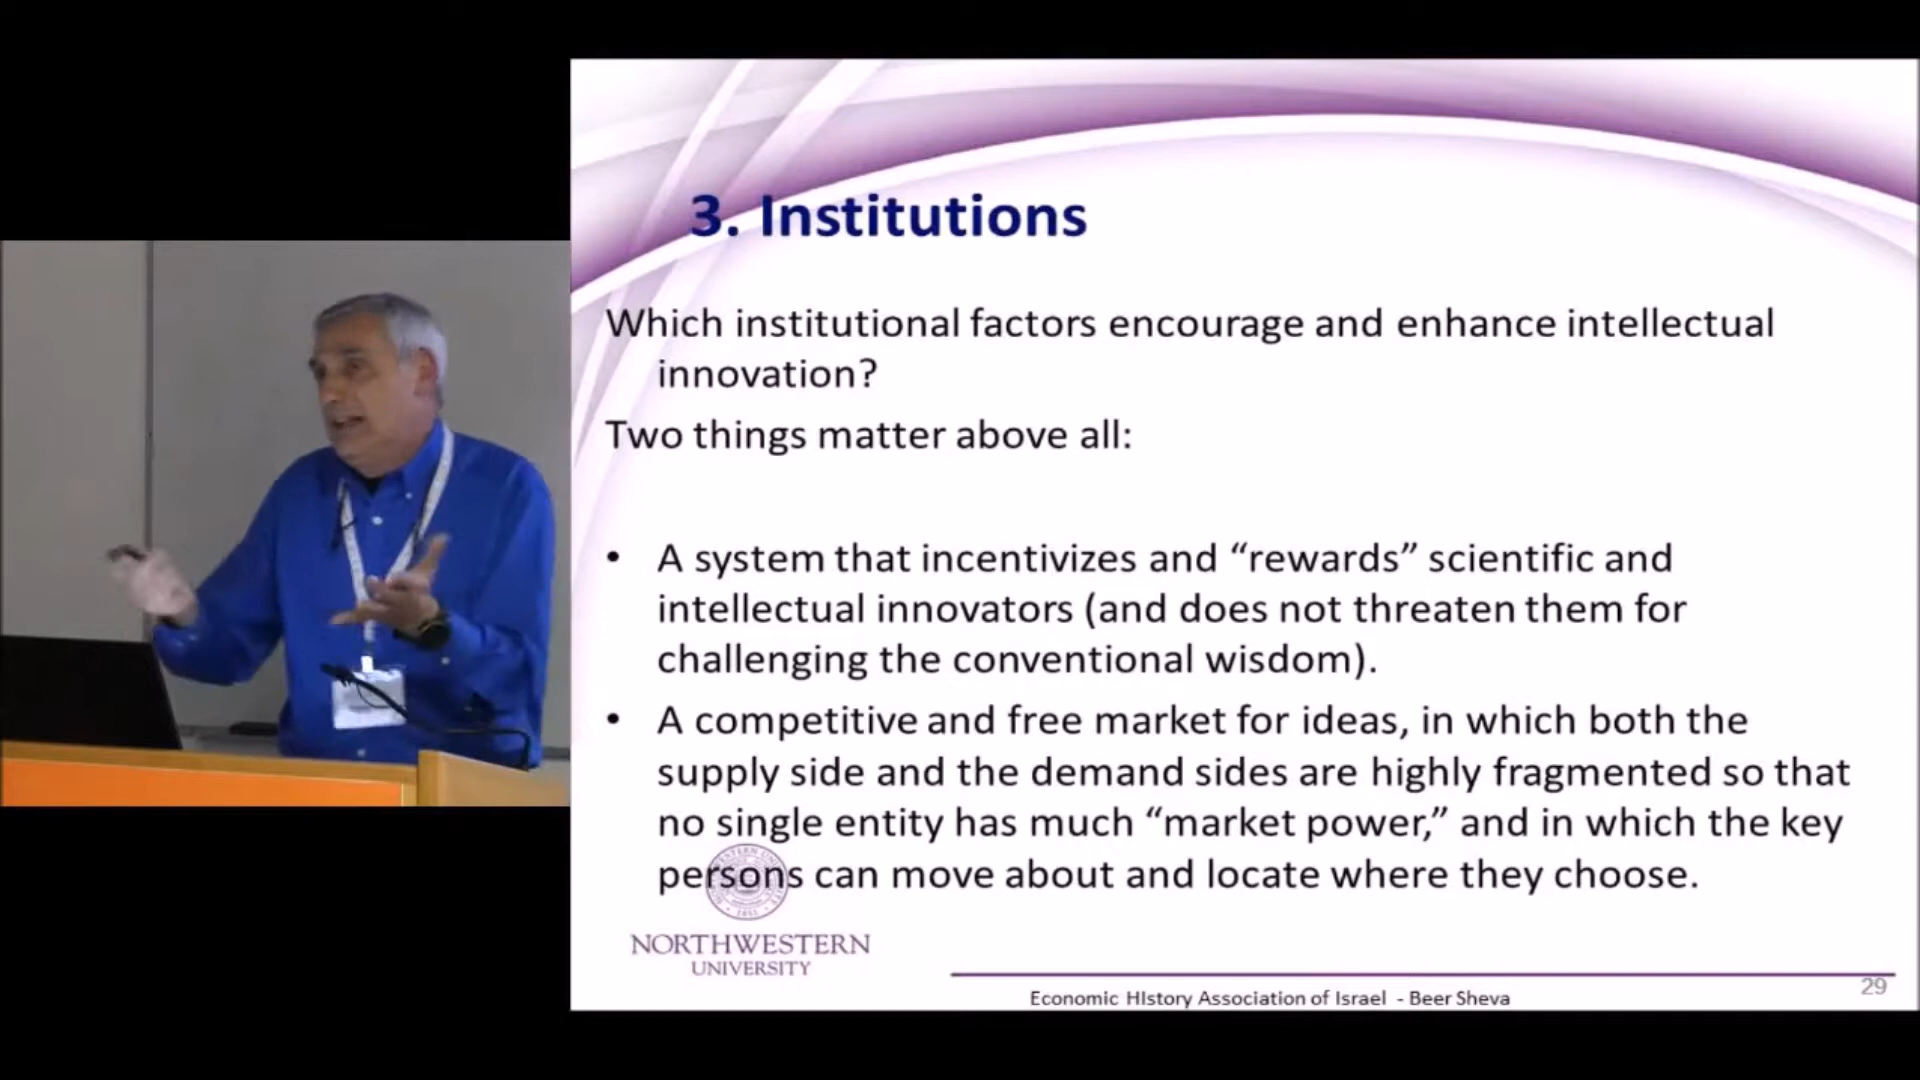 3. Institutions
Which institutional factors encourage and enhance intellectual
innovation?
Two things matter above all:
• A system that incentivizes and “rewards” scientific and
intellectual innovators (and does not threaten them for
challenging the conventional wisdom).
• A competitive and free market for ideas, in which both the
supply side and the demand sides are highly fragmented so that
no single entity has much “market power,” and in which the key
persons can move about and locate where they choose.
NORTHWESTERN
UNIVERSITY
Economic HIstory Association of Israel - Beer Sheva
29